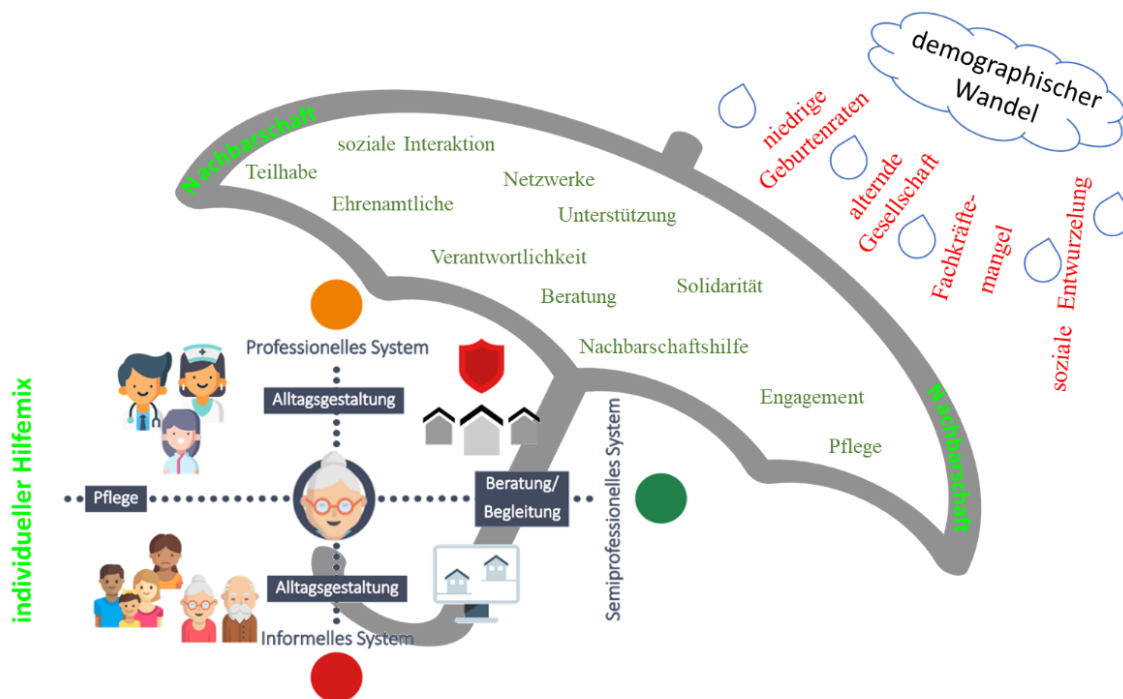 demographischer
Wandel
niedrige
Geburtenraten
alternde
Gesellschaft
Fachkräfte-
mangel
soziale Entwurzelung
Nachbarschaft
soziale Interaktion
Teilhabe
Netzwerke
Ehrenamtliche
Unterstützung
Verantwortlichkeit
Solidarität
Beratung
Nachbarschaftshilfe
Engagement
Pflege
Nachbarschaft
individueller Hilfemix
Professionelles System
Alltagsgestaltung
Pflege
Beratung/
Begleitung
Semiprofessionelles System
Alltagsgestaltung
Informelles System